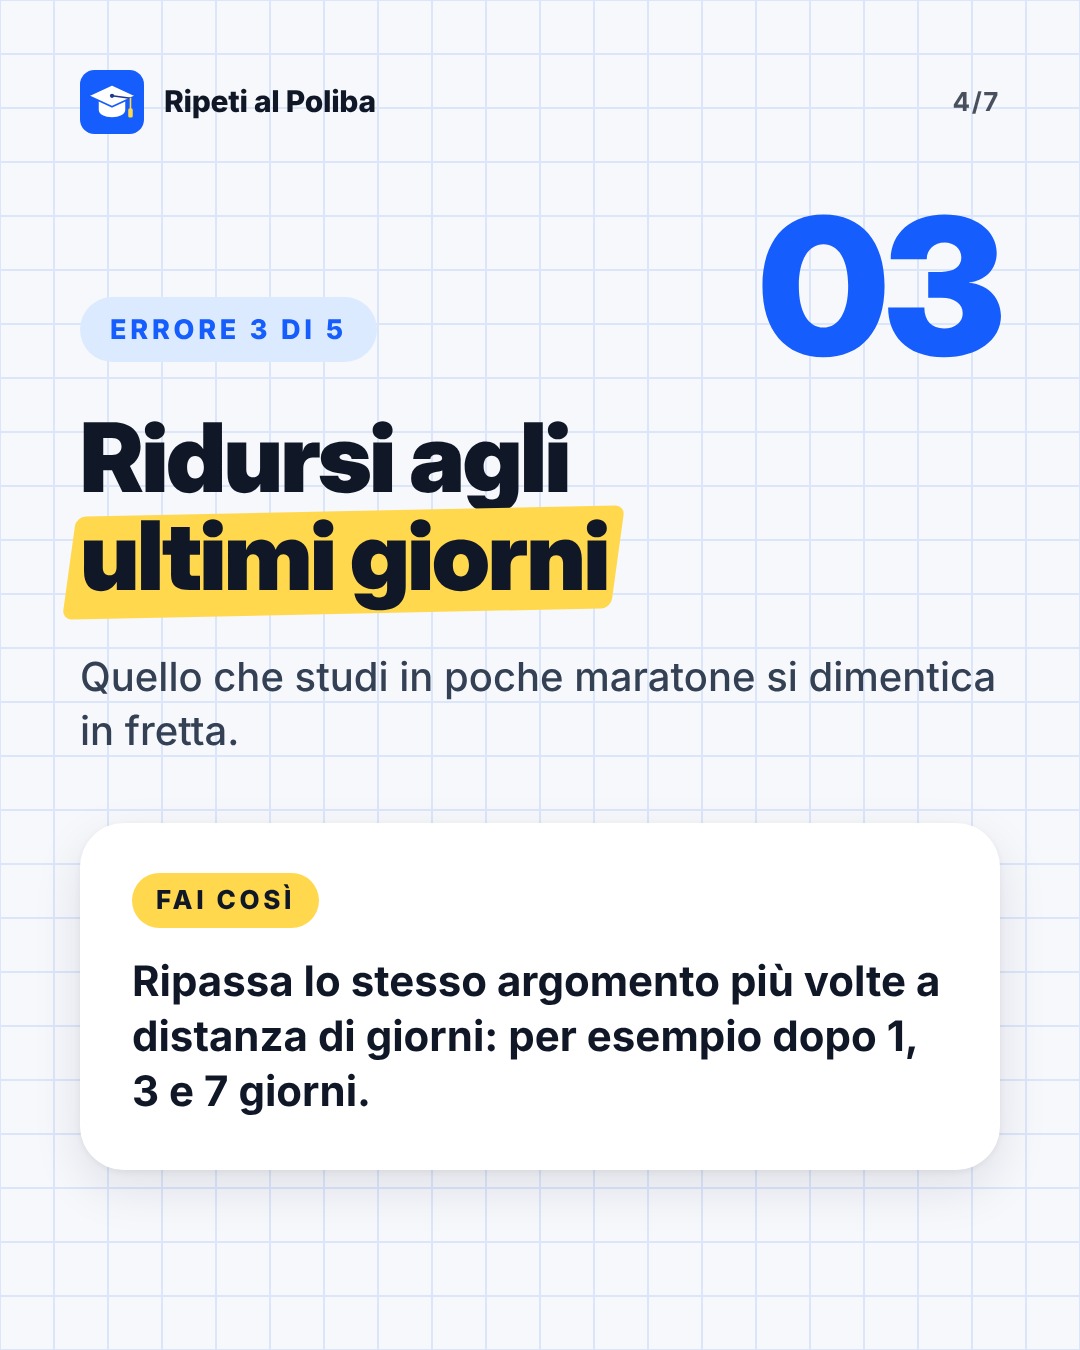 Ripeti al Poliba
4/7
03
ERRORE 3 DI 5
Ridursi agli
ultimi giorni
Quello che studi in poche maratone si dimentica
in fretta.
FAI COSÌ
Ripassa lo stesso argomento più volte a
distanza di giorni: per esempio dopo 1,
3 e 7 giorni.